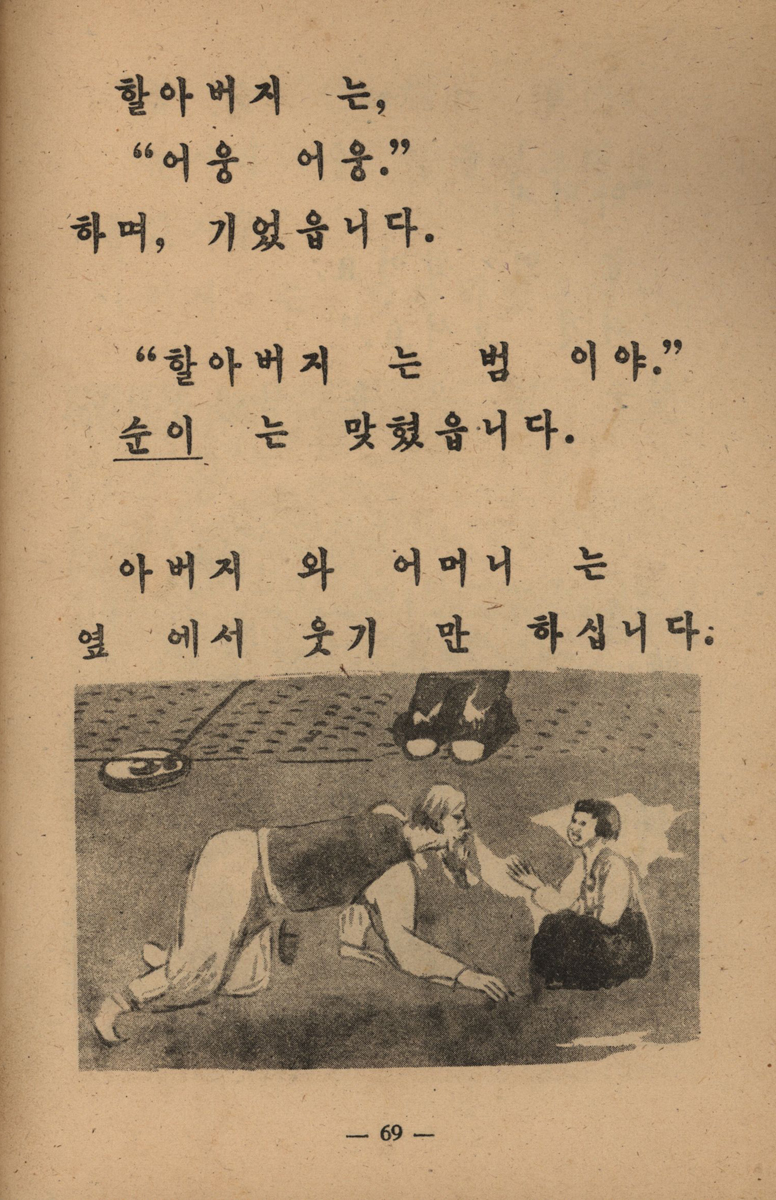 할아버지 는,
“어웅 어웅.”
하며, 기었읍니다.
“할아버지 는 범 이야.”
순이 는 맞혔읍니다.
아버지 와 어머니 는
옆 에서 웃기 만 하십니다.
— 69 —